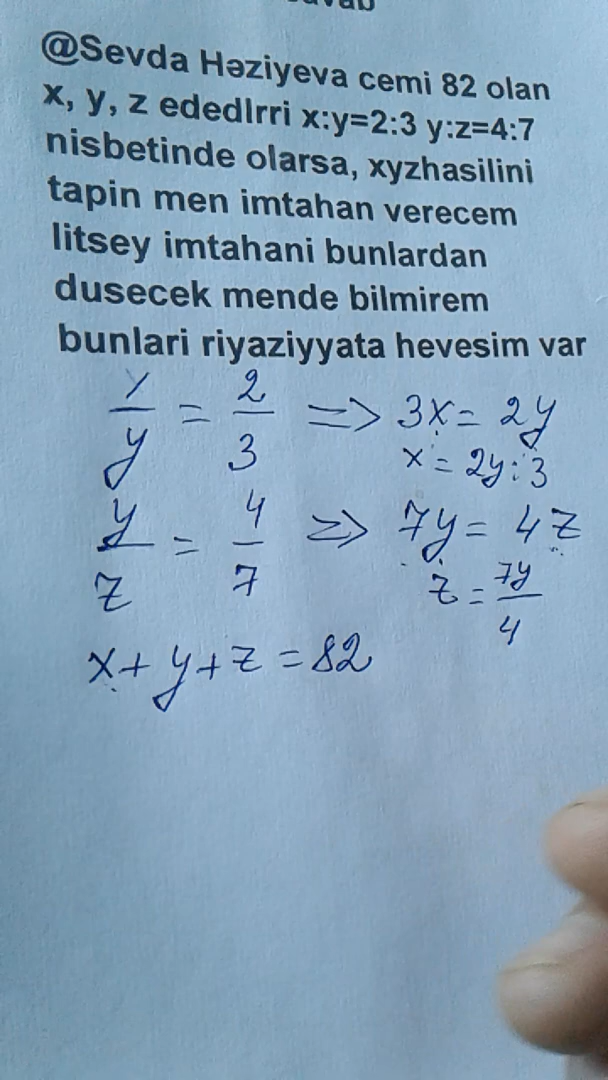 @Sevda Həziyeva cemi 82 olan
x, y, z ededlrri x:y=2:3 y:z=4:7
nisbetinde olarsa, xyzhasilini
tapin men imtahan verecem
litsey imtahani bunlardan
dusecek mende bilmirem
bunlari riyaziyyata hevesim var
x/y = 2/3 => 3x = 2y
x = 2y:3
y/z = 4/7 => 7y = 4z
z = 7y/4
x+y+z=82